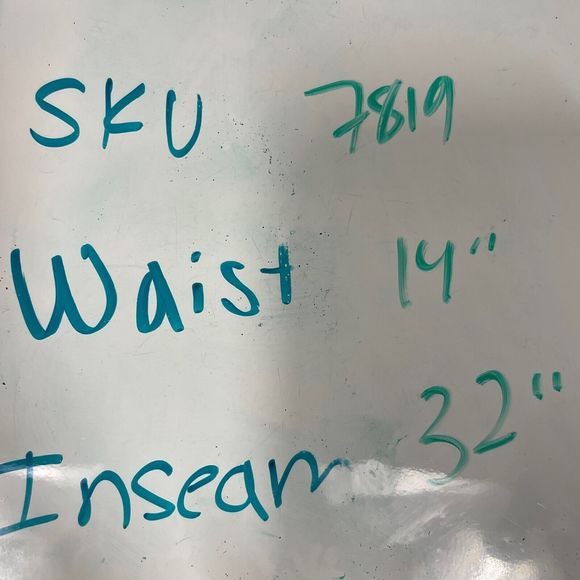 SKU 7819
Waist 14"
Inseam 32"